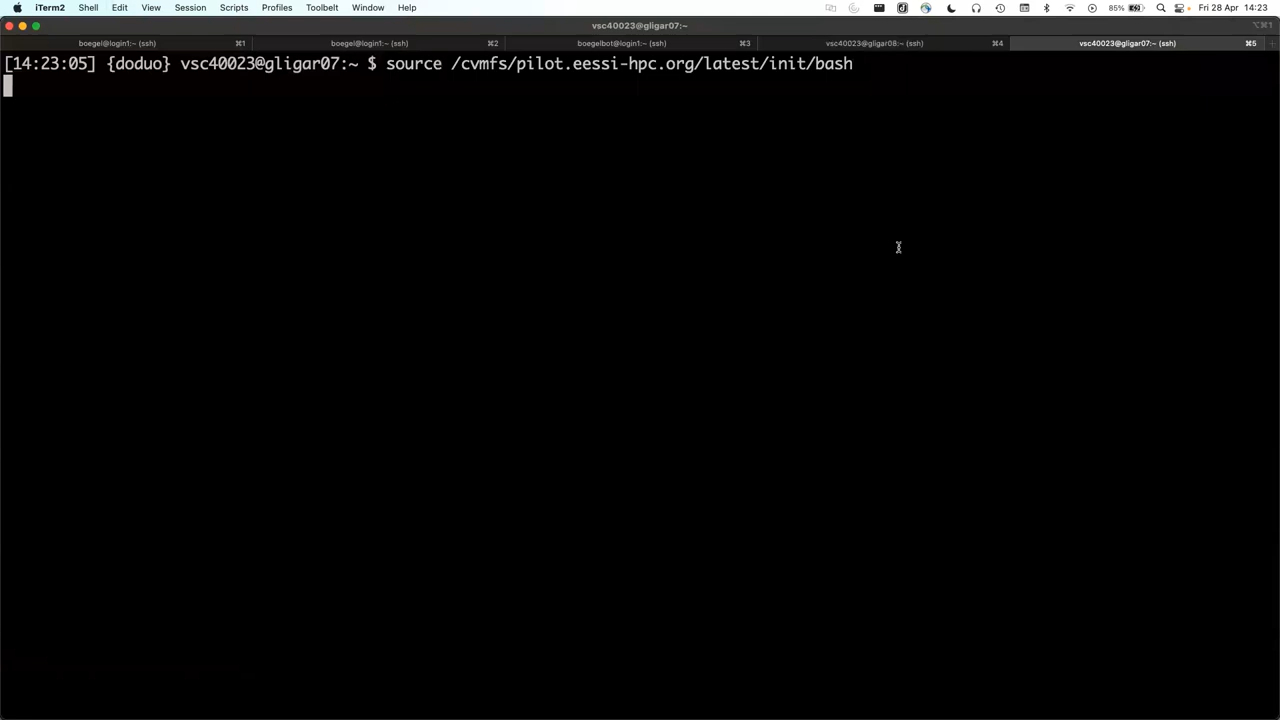 iTerm2 Shell Edit View Session Scripts Profiles Toolbelt Window Help 85% Fri 28 Apr 14:23
vsc40023@gligar07:~ ⌥⌘1
boegel@login1:~ (ssh) ⌘1 boegel@login1:~ (ssh) ⌘2 boegelbot@login1:~ (ssh) ⌘3 vsc40023@gligar08:~ (ssh) ⌘4 vsc40023@gligar07:~ (ssh) ⌘5
[14:23:05] {doduo} vsc40023@gligar07:~ $ source /cvmfs/pilot.eessi-hpc.org/latest/init/bash